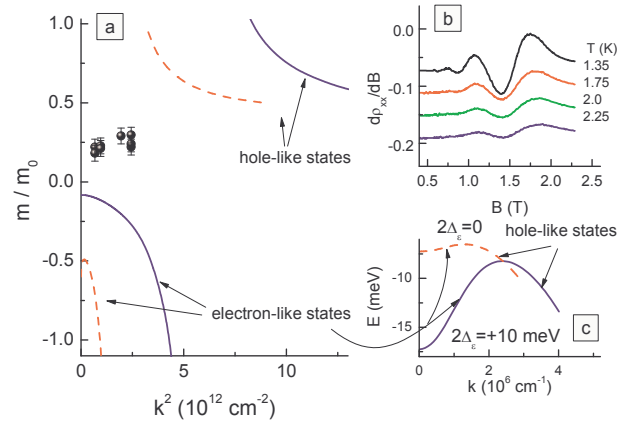 a
m / m₀
1.0
0.5
0.0
-0.5
-1.0
hole-like states
electron-like states
0
5
10
k² (10¹² cm⁻²)
b
dρₓₓ/dB
0.0
-0.1
-0.2
T (K)
1.35
1.75
2.0
2.25
0.5
1.0
1.5
2.0
2.5
B (T)
2Δε=0
hole-like states
E (meV)
-10
-15
2Δε=+10 meV
c
0
2
4
k (10⁶ cm⁻¹)